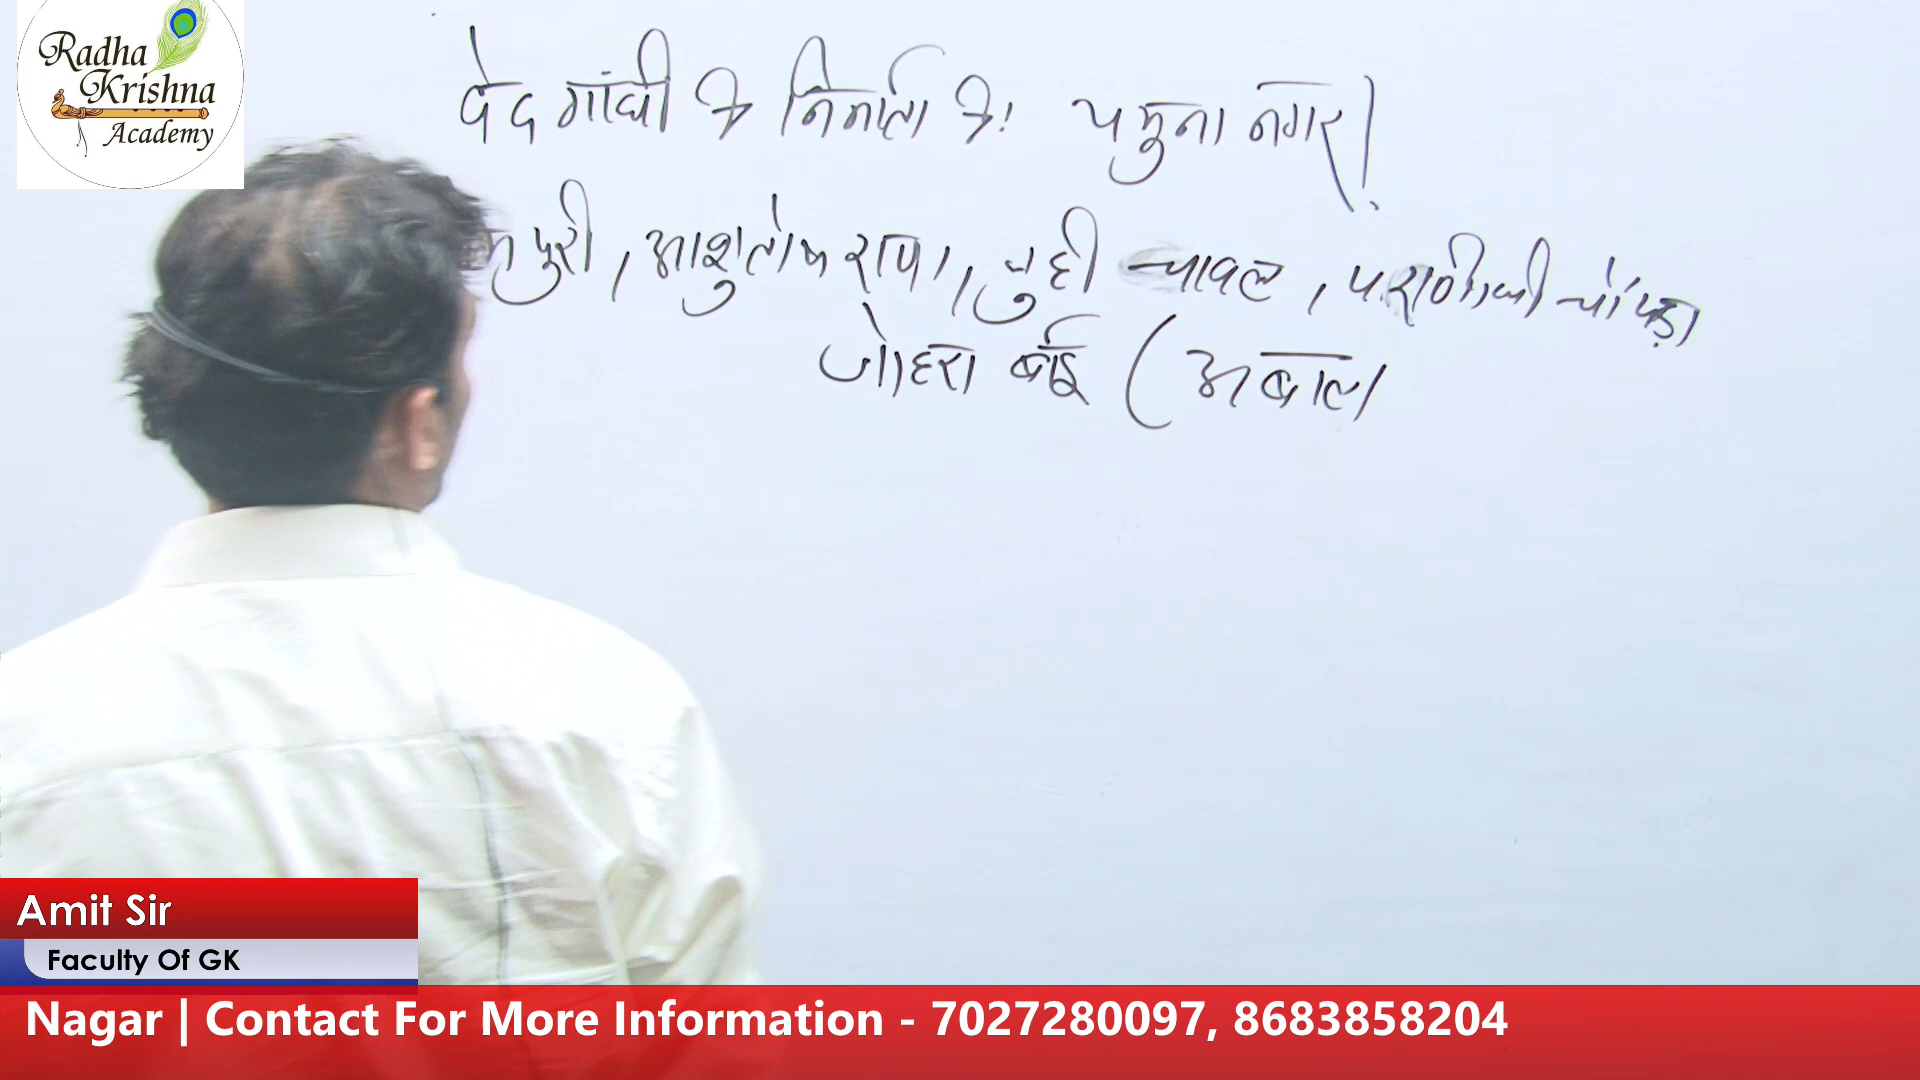 Radha
Krishna
Academy
वेद गांधी के निर्माता के! यमुना नगर।
पुरी, आशुतोष राणा, जुही चावल, पराणीती चोपड़ा
जोहरा बाई (अबाल
Amit Sir
Faculty Of GK
Nagar | Contact For More Information - 7027280097, 8683858204